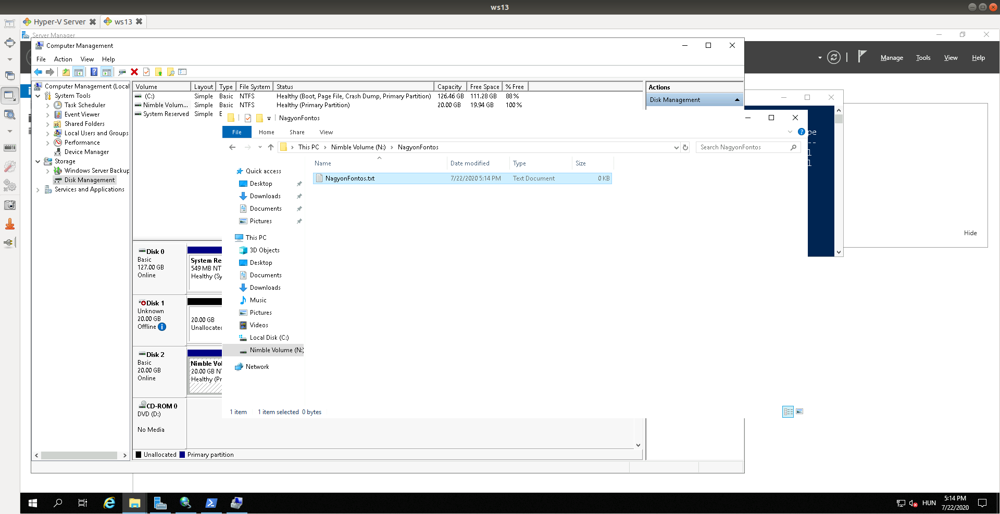 ws13
Hyper-V Server
ws13
Server Manager
Manage Tools View Help
Computer Management
File Action View Help
Computer Management (Local
System Tools
Task Scheduler
Event Viewer
Shared Folders
Local Users and Groups
Performance
Device Manager
Storage
Windows Server Backup
Disk Management
Services and Applications
Volume Layout Type File System Status Capacity Free Space % Free
(C:) Simple Basic NTFS Healthy (Boot, Page File, Crash Dump, Primary Partition) 126.46 GB 111.28 GB 88 %
Nimble Volum... Simple Basic NTFS Healthy (Primary Partition) 20.00 GB 19.94 GB 100 %
System Reserved Simple
Actions
Disk Management
Disk 0
Basic
127.00 GB
Online
System Re
549 MB NT
Healthy (Sy
Disk 1
Unknown
20.00 GB
Offline
20.00 GB
Unallocated
Disk 2
Basic
20.00 GB
Online
Nimble Vol
20.00 GB NT
Healthy (Pr
CD-ROM 0
DVD (D:)
No Media
Unallocated Primary partition
NagyonFontos
File Home Share View
This PC Nimble Volume (N:) NagyonFontos
Search NagyonFontos
Quick access
Desktop
Downloads
Documents
Pictures
This PC
3D Objects
Desktop
Documents
Downloads
Music
Pictures
Videos
Local Disk (C:)
Nimble Volume (N:)
Network
Name Date modified Type Size
NagyonFontos.txt 7/22/2020 5:14 PM Text Document 0 KB
1 item 1 item selected 0 bytes
pe
--
l
l
Hide
HUN
5:14 PM
7/22/2020